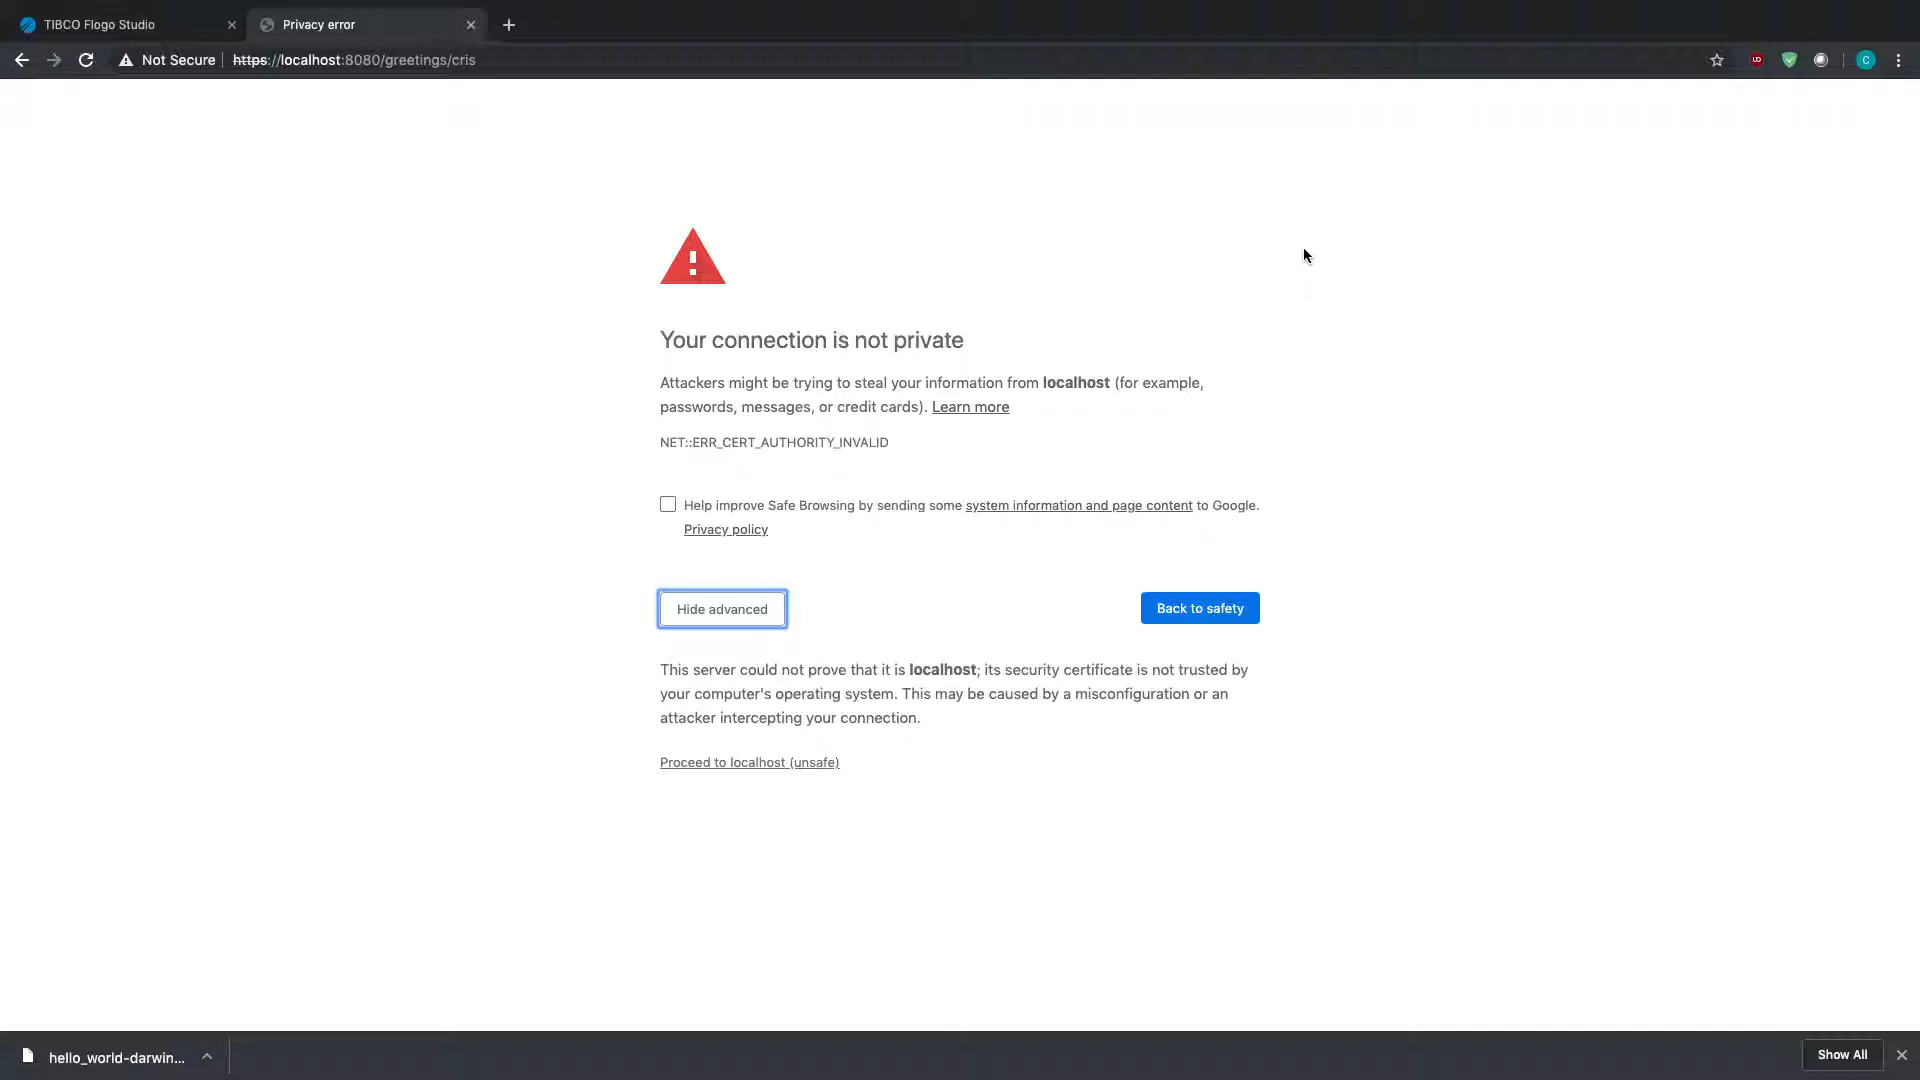 TIBCO Flogo Studio
Privacy error
Not Secure https://localhost:8080/greetings/cris
C
Your connection is not private
Attackers might be trying to steal your information from localhost (for example,
passwords, messages, or credit cards). Learn more
NET::ERR_CERT_AUTHORITY_INVALID
Help improve Safe Browsing by sending some system information and page content to Google.
Privacy policy
Hide advanced
Back to safety
This server could not prove that it is localhost; its security certificate is not trusted by
your computer's operating system. This may be caused by a misconfiguration or an
attacker intercepting your connection.
Proceed to localhost (unsafe)
hello_world-darwin...
Show All